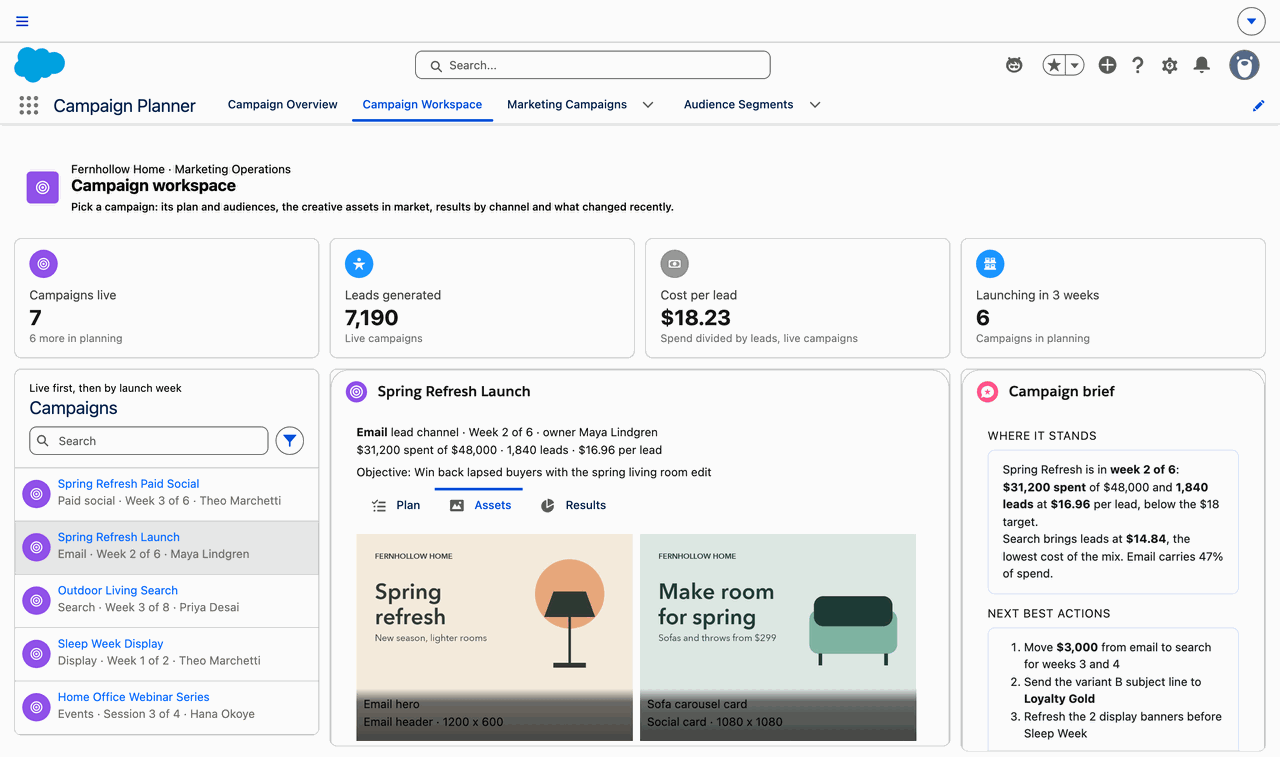 Search...
Campaign Planner
Campaign Overview
Campaign Workspace
Marketing Campaigns
Audience Segments
Fernhollow Home · Marketing Operations
Campaign workspace
Pick a campaign: its plan and audiences, the creative assets in market, results by channel and what changed recently.
Campaigns live
7
6 more in planning
Leads generated
7,190
Live campaigns
Cost per lead
$18.23
Spend divided by leads, live campaigns
Launching in 3 weeks
6
Campaigns in planning
Live first, then by launch week
Campaigns
Search
Spring Refresh Paid Social
Paid social · Week 3 of 6 · Theo Marchetti
Spring Refresh Launch
Email · Week 2 of 6 · Maya Lindgren
Outdoor Living Search
Search · Week 3 of 8 · Priya Desai
Sleep Week Display
Display · Week 1 of 2 · Theo Marchetti
Home Office Webinar Series
Events · Session 3 of 4 · Hana Okoye
Spring Refresh Launch
Email lead channel · Week 2 of 6 · owner Maya Lindgren
$31,200 spent of $48,000 · 1,840 leads · $16.96 per lead
Objective: Win back lapsed buyers with the spring living room edit
Plan
Assets
Results
FERNHOLLOW HOME
Spring
refresh
New season, lighter rooms
Email hero
Email header · 1200 x 600
FERNHOLLOW HOME
Make room
for spring
Sofas and throws from $299
Sofa carousel card
Social card · 1080 x 1080
Campaign brief
WHERE IT STANDS
Spring Refresh is in week 2 of 6:
$31,200 spent of $48,000 and 1,840
leads at $16.96 per lead, below the $18
target.
Search brings leads at $14.84, the
lowest cost of the mix. Email carries 47%
of spend.
NEXT BEST ACTIONS
1. Move $3,000 from email to search
for weeks 3 and 4
2. Send the variant B subject line to
Loyalty Gold
3. Refresh the 2 display banners before
Sleep Week